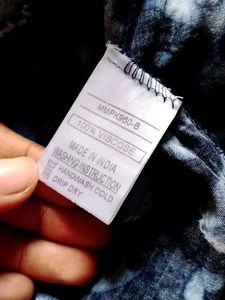 MMPK960-B
100% VISCOSE
MADE IN INDIA
WASHING INSTRUCTION
HANDWASH COLD
DRIP DRY